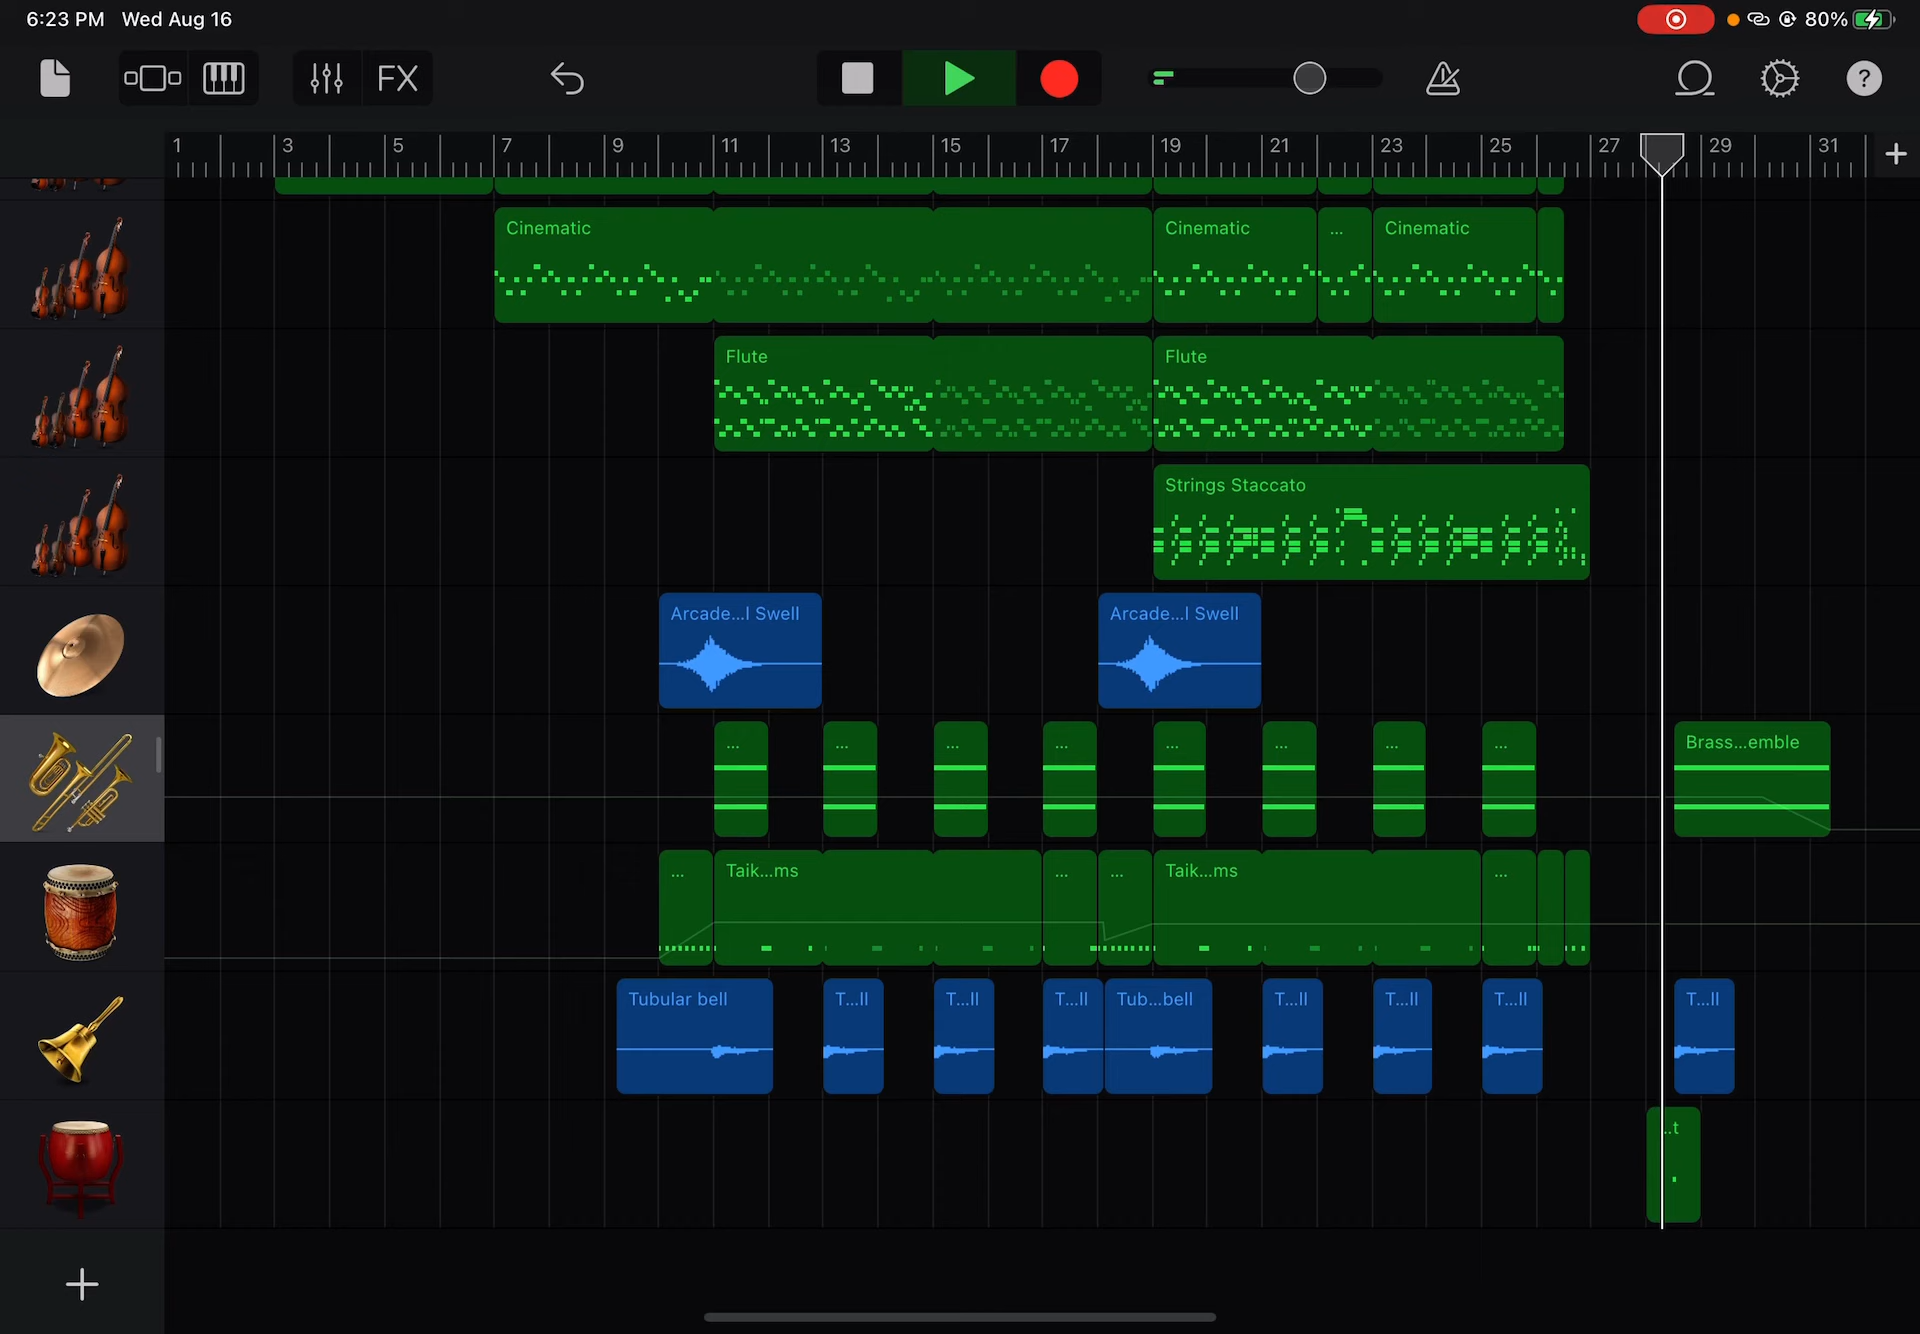 6:23 PM Wed Aug 16
80%
FX
?
1 3 5 7 9 11 13 15 17 19 21 23 25 27 29 31
Cinematic Cinematic ... Cinematic
Flute Flute
Strings Staccato
Arcade...l Swell Arcade...l Swell
... ... ... ... ... ... ... ... Brass...emble
... Taik...ms ... ... Taik...ms ...
Tubular bell T...ll T...ll T...ll Tub...bell T...ll T...ll T...ll T...ll
...t